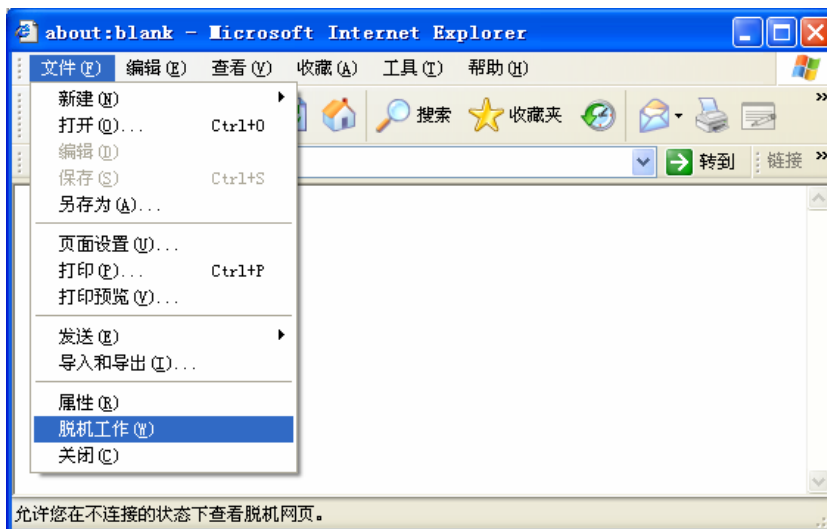 about:blank - Microsoft Internet Explorer
文件(F) 编辑(E) 查看(V) 收藏(A) 工具(T) 帮助(H)
新建(N)
搜索 收藏夹 »
打开(O)... Ctrl+O
编辑(D)
转到 链接 »
保存(S) Ctrl+S
另存为(A)...
页面设置(U)...
打印(P)... Ctrl+P
打印预览(V)...
发送(E)
导入和导出(I)...
属性(R)
脱机工作(W)
关闭(C)
允许您在不连接的状态下查看脱机网页。